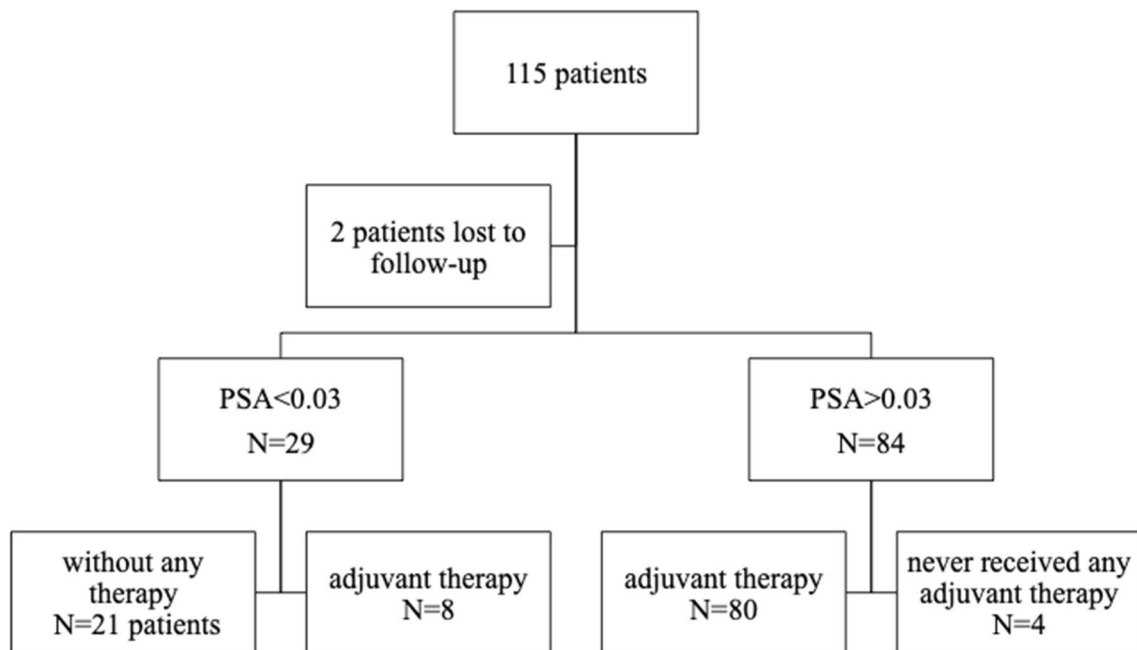 115 patients
2 patients lost to
follow-up
PSA<0.03
N=29
PSA>0.03
N=84
without any
therapy
N=21 patients
adjuvant therapy
N=8
adjuvant therapy
N=80
never received any
adjuvant therapy
N=4